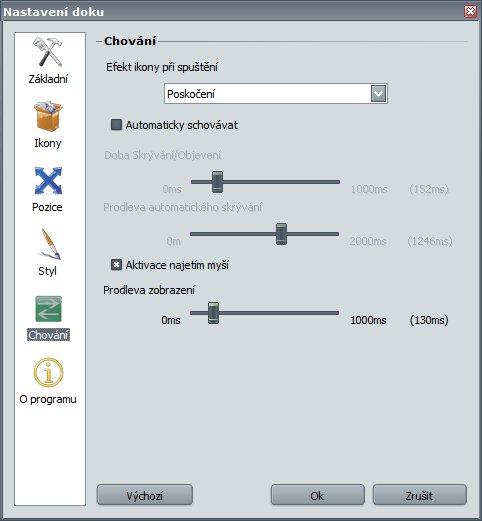 Nastavení doku
Základní
Ikony
Pozice
Styl
Chování
O programu
Chování
Efekt ikony při spuštění
Poskočení
Automaticky schovávat
Doba Skrývání/Objevení
0ms 1000ms (152ms)
Prodleva automatického skrývání
0m 2000ms (1246ms)
Aktivace najetím myší
Prodleva zobrazení
0ms 1000ms (130ms)
Výchozí Ok Zrušit